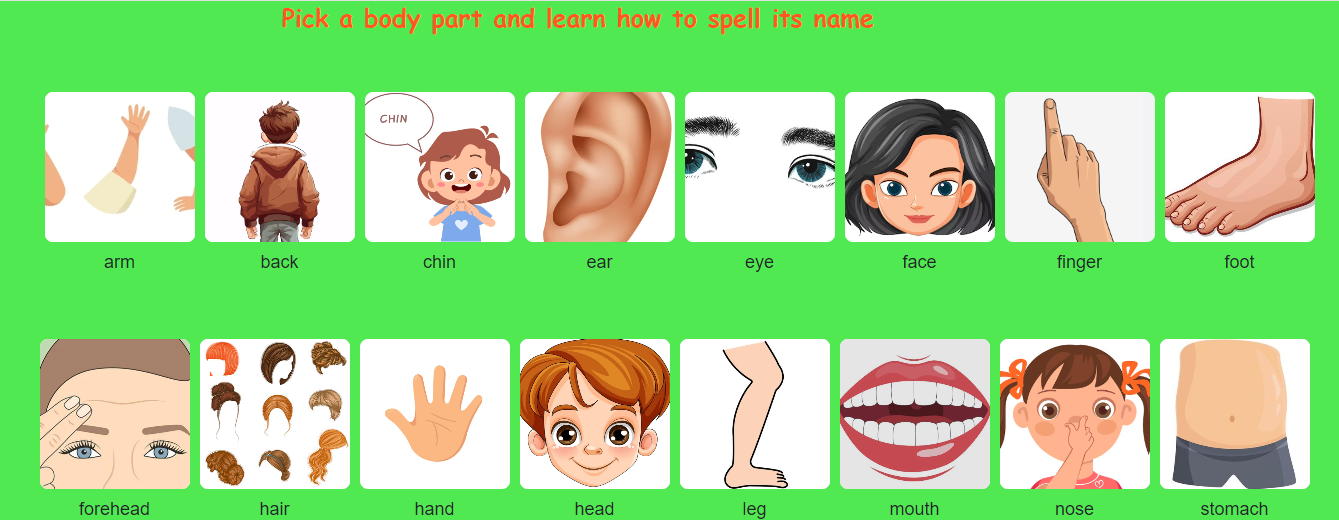 Pick a body part and learn how to spell its name
CHIN
arm back chin ear eye face finger foot
forehead hair hand head leg mouth nose stomach